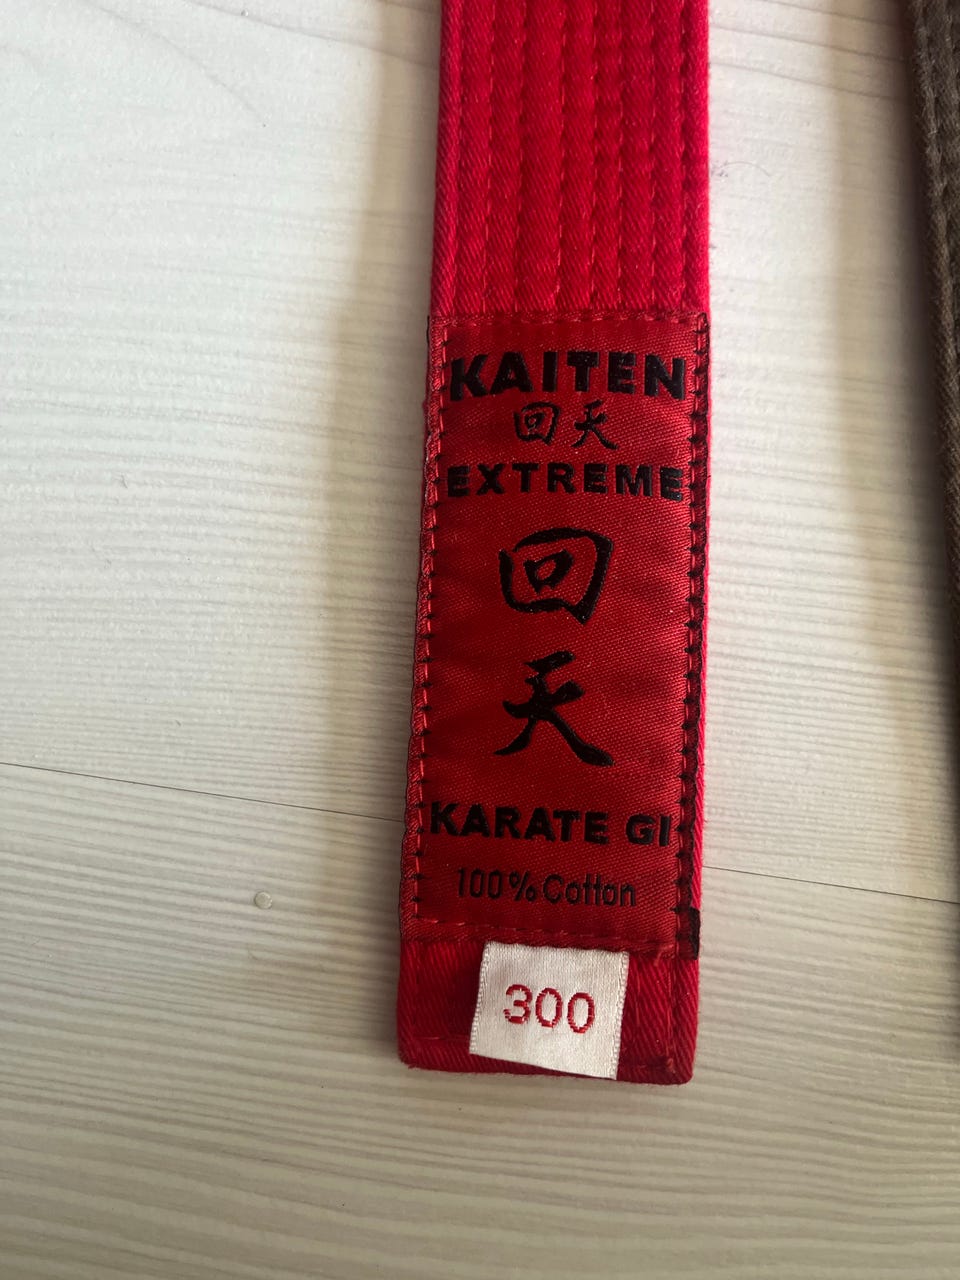 KAITEN
回天
EXTREME
回
天
KARATE GI
100% Cotton
300